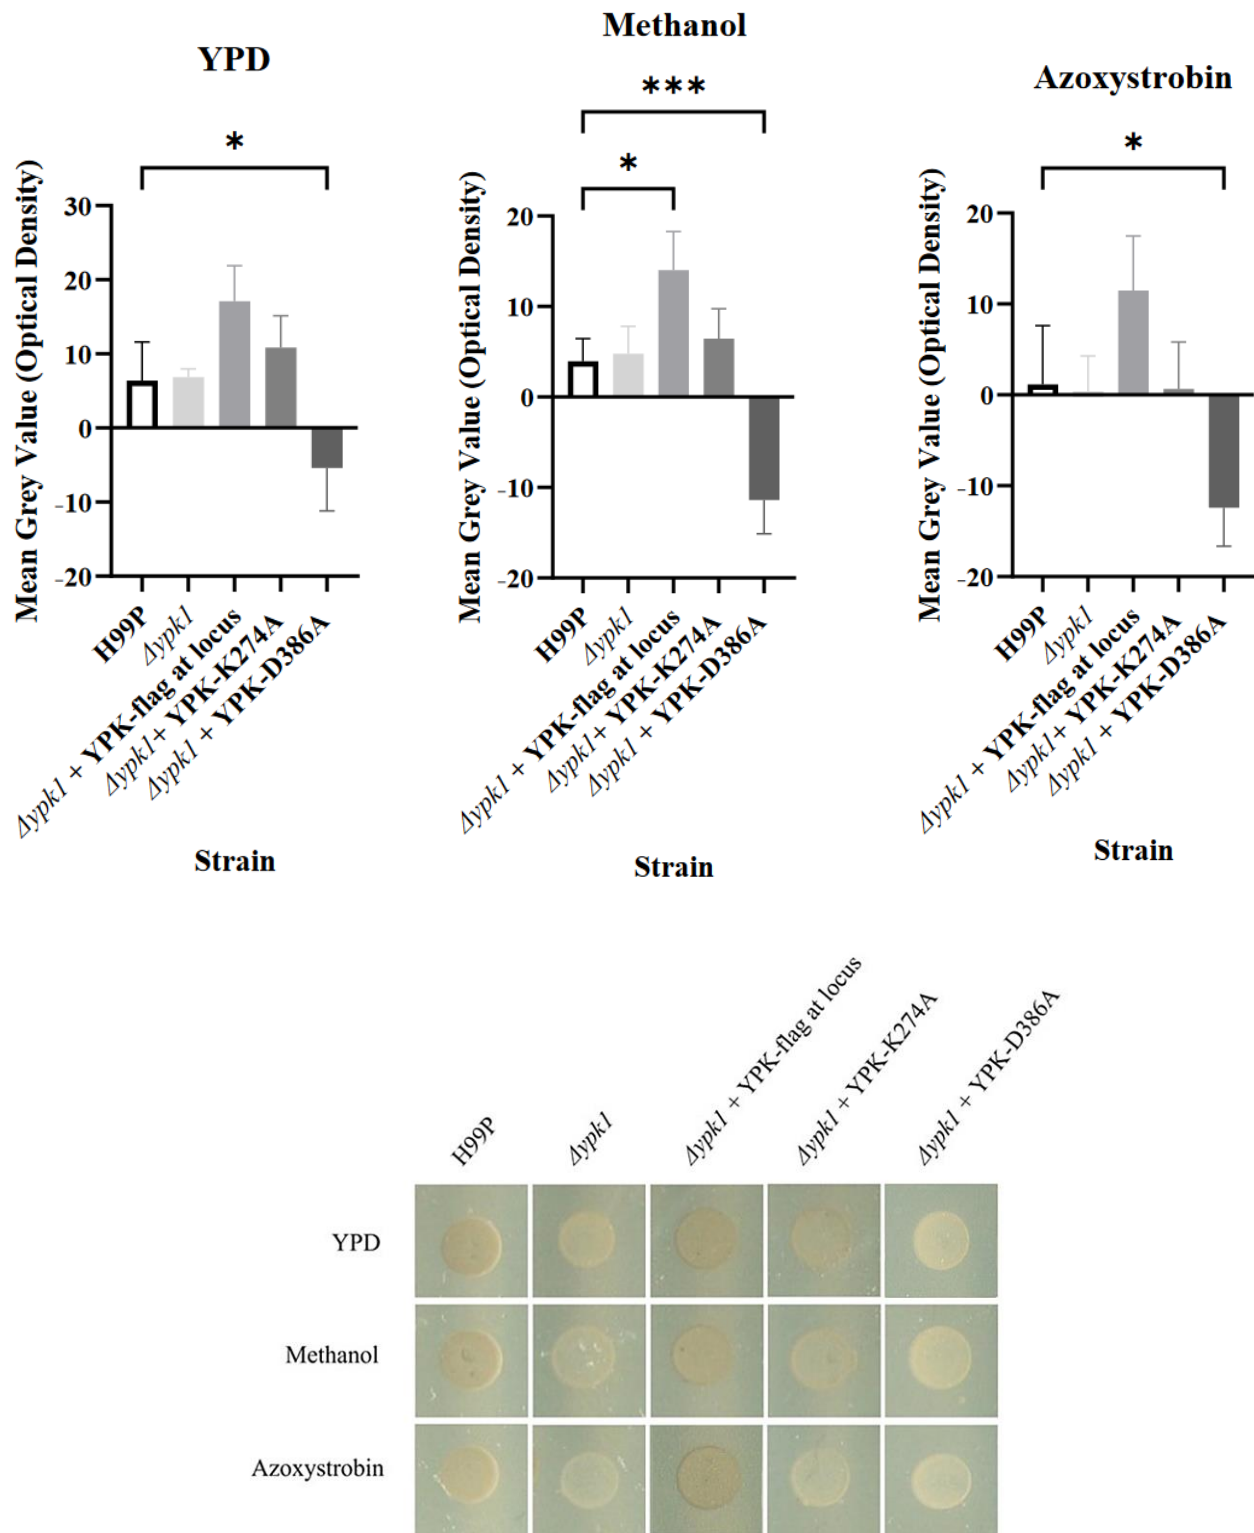 YPD
*
Mean Grey Value (Optical Density)
30
20
10
0
-10
-20
H99P
Δypk1
Δypk1 + YPK-flag at locus
Δypk1+ YPK-K274A
Δypk1 + YPK-D386A
Strain
Methanol
***
*
Mean Grey Value (Optical Density)
20
10
0
-10
-20
H99P
Δypk1
Δypk1 + YPK-flag at locus
Δypk1+ YPK-K274A
Δypk1 + YPK-D386A
Strain
Azoxystrobin
*
Mean Grey Value (Optical Density)
20
10
0
-10
-20
H99P
Δypk1
Δypk1 + YPK-flag at locus
Δypk1+ YPK-K274A
Δypk1 + YPK-D386A
Strain
H99P
Δypk1
Δypk1 + YPK-flag at locus
Δypk1 + YPK-K274A
Δypk1 + YPK-D386A
YPD
Methanol
Azoxystrobin